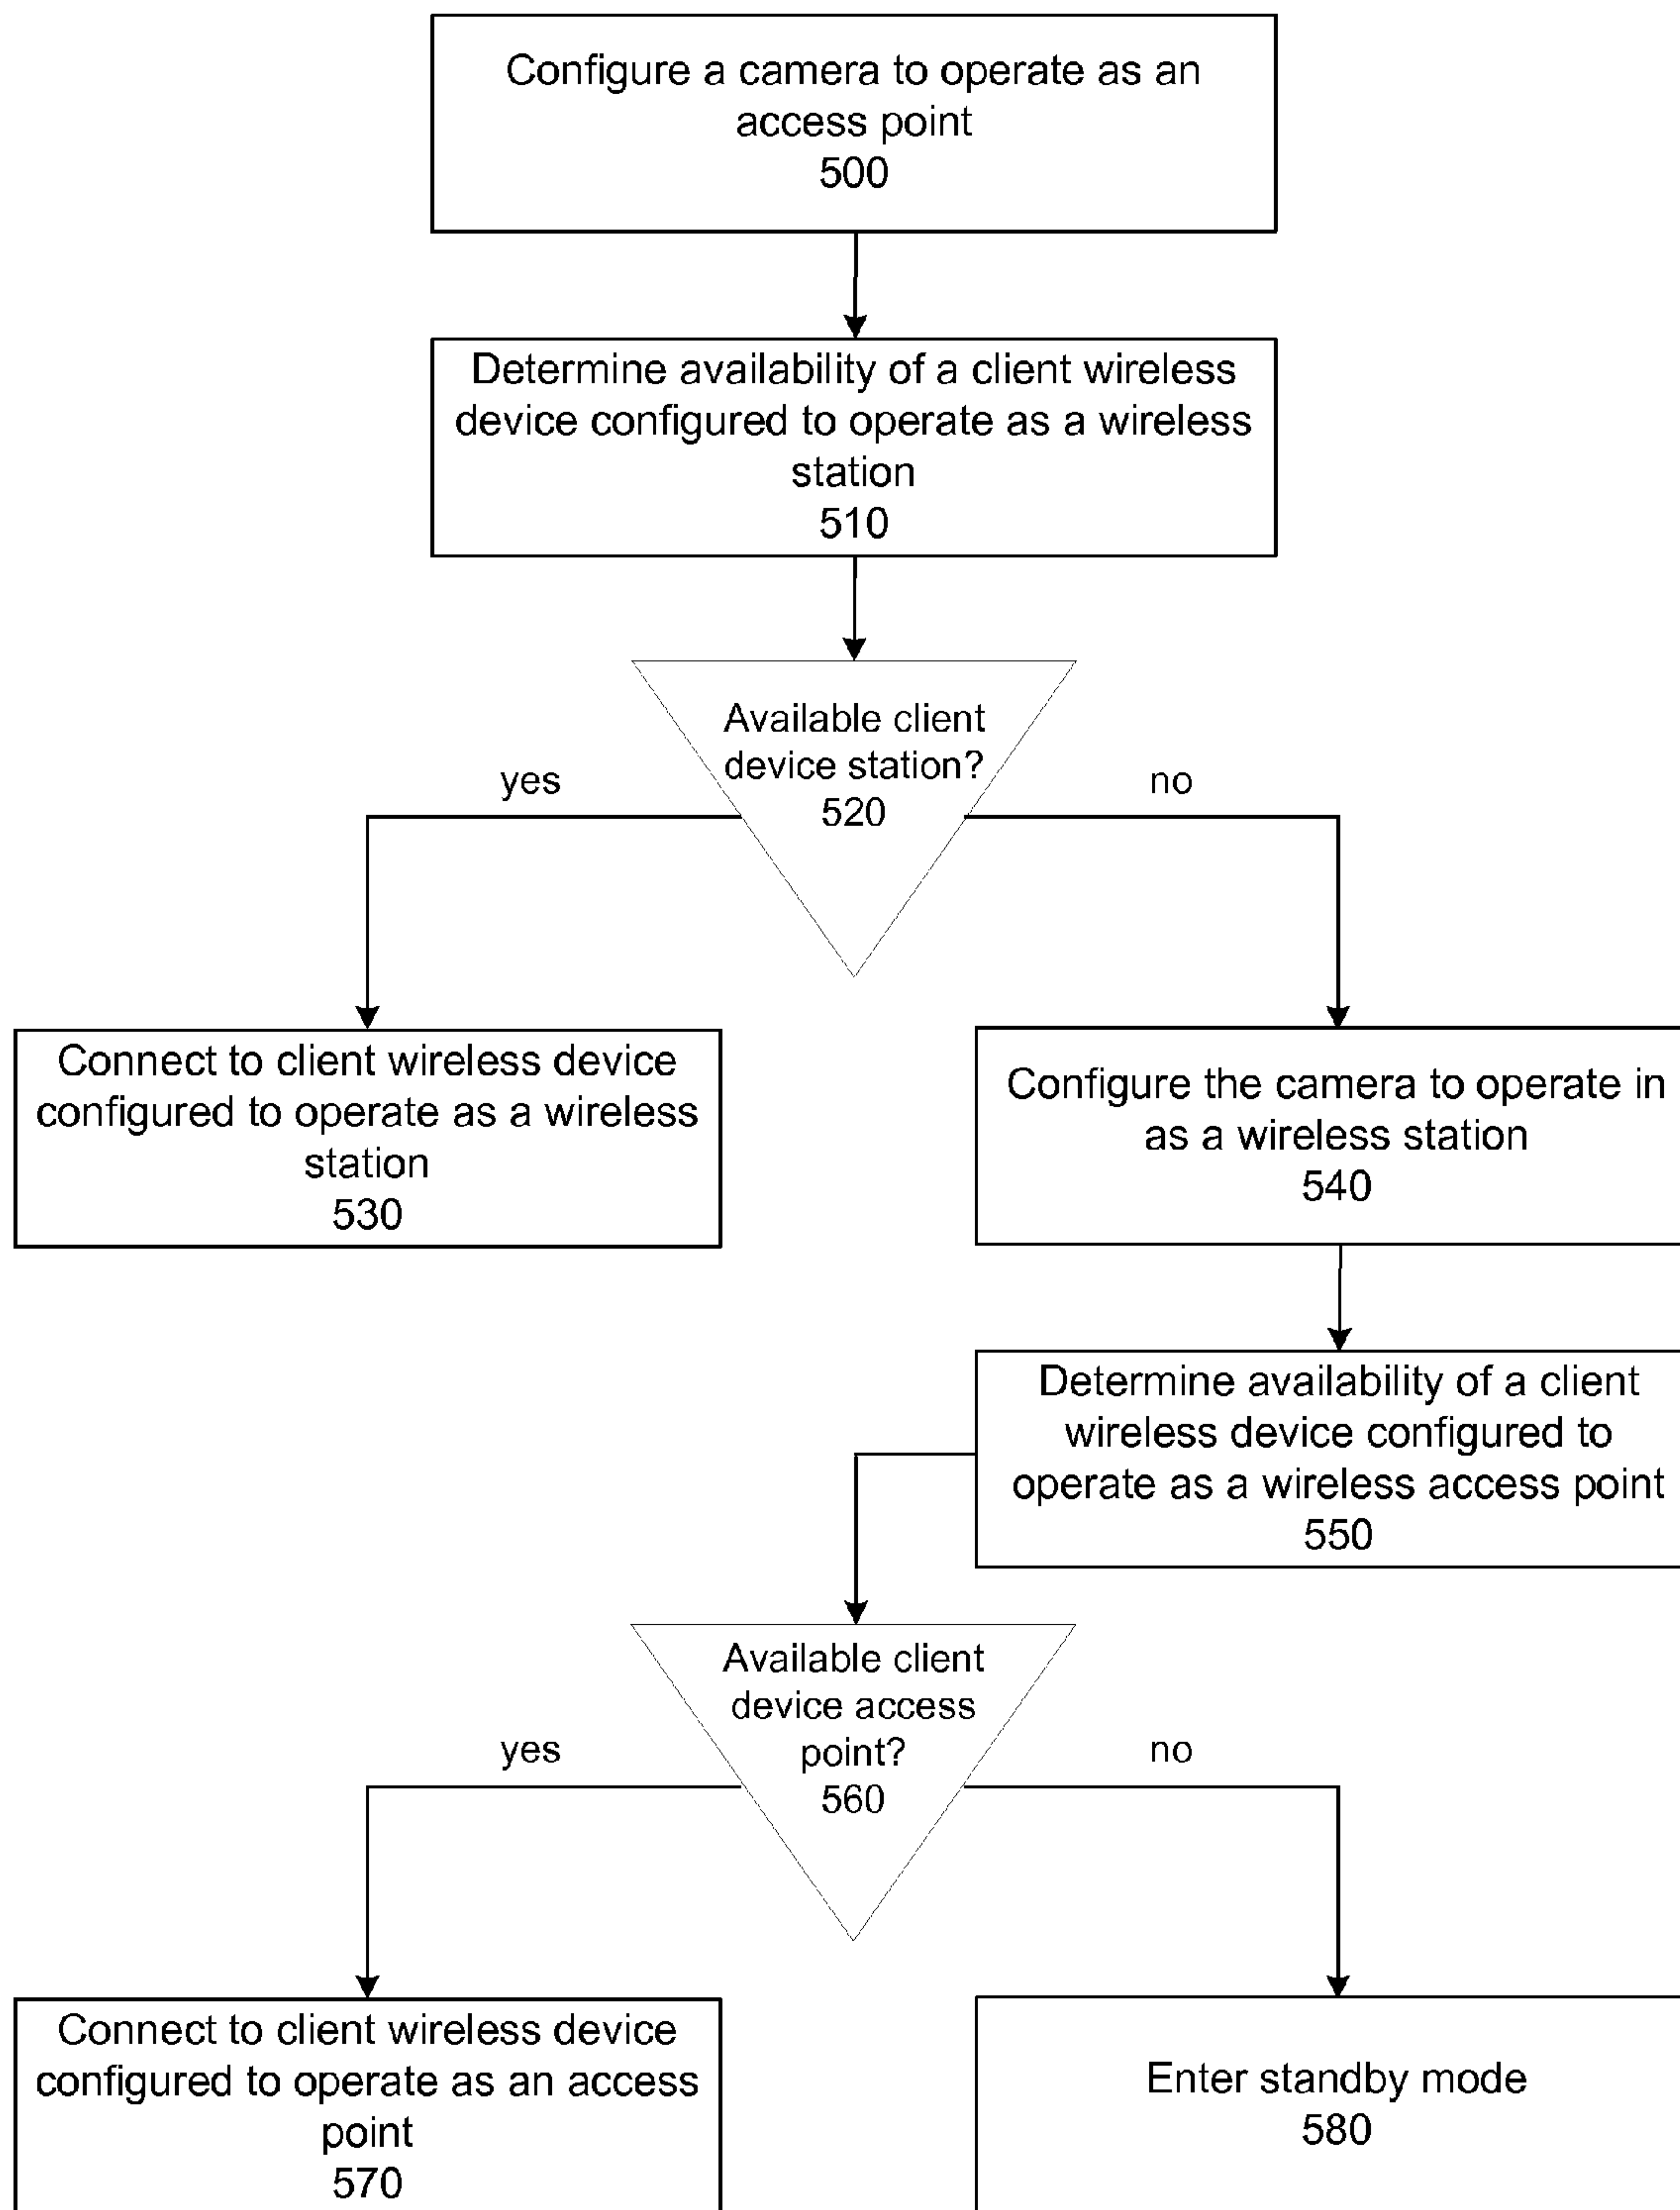 Configure a camera to operate as an
access point
500
Determine availability of a client wireless
device configured to operate as a wireless
station
510
Available client
device station?
520
yes
no
Connect to client wireless device
configured to operate as a wireless
station
530
Configure the camera to operate in
as a wireless station
540
Determine availability of a client
wireless device configured to
operate as a wireless access point
550
Available client
device access
point?
560
yes
no
Connect to client wireless device
configured to operate as an access
point
570
Enter standby mode
580